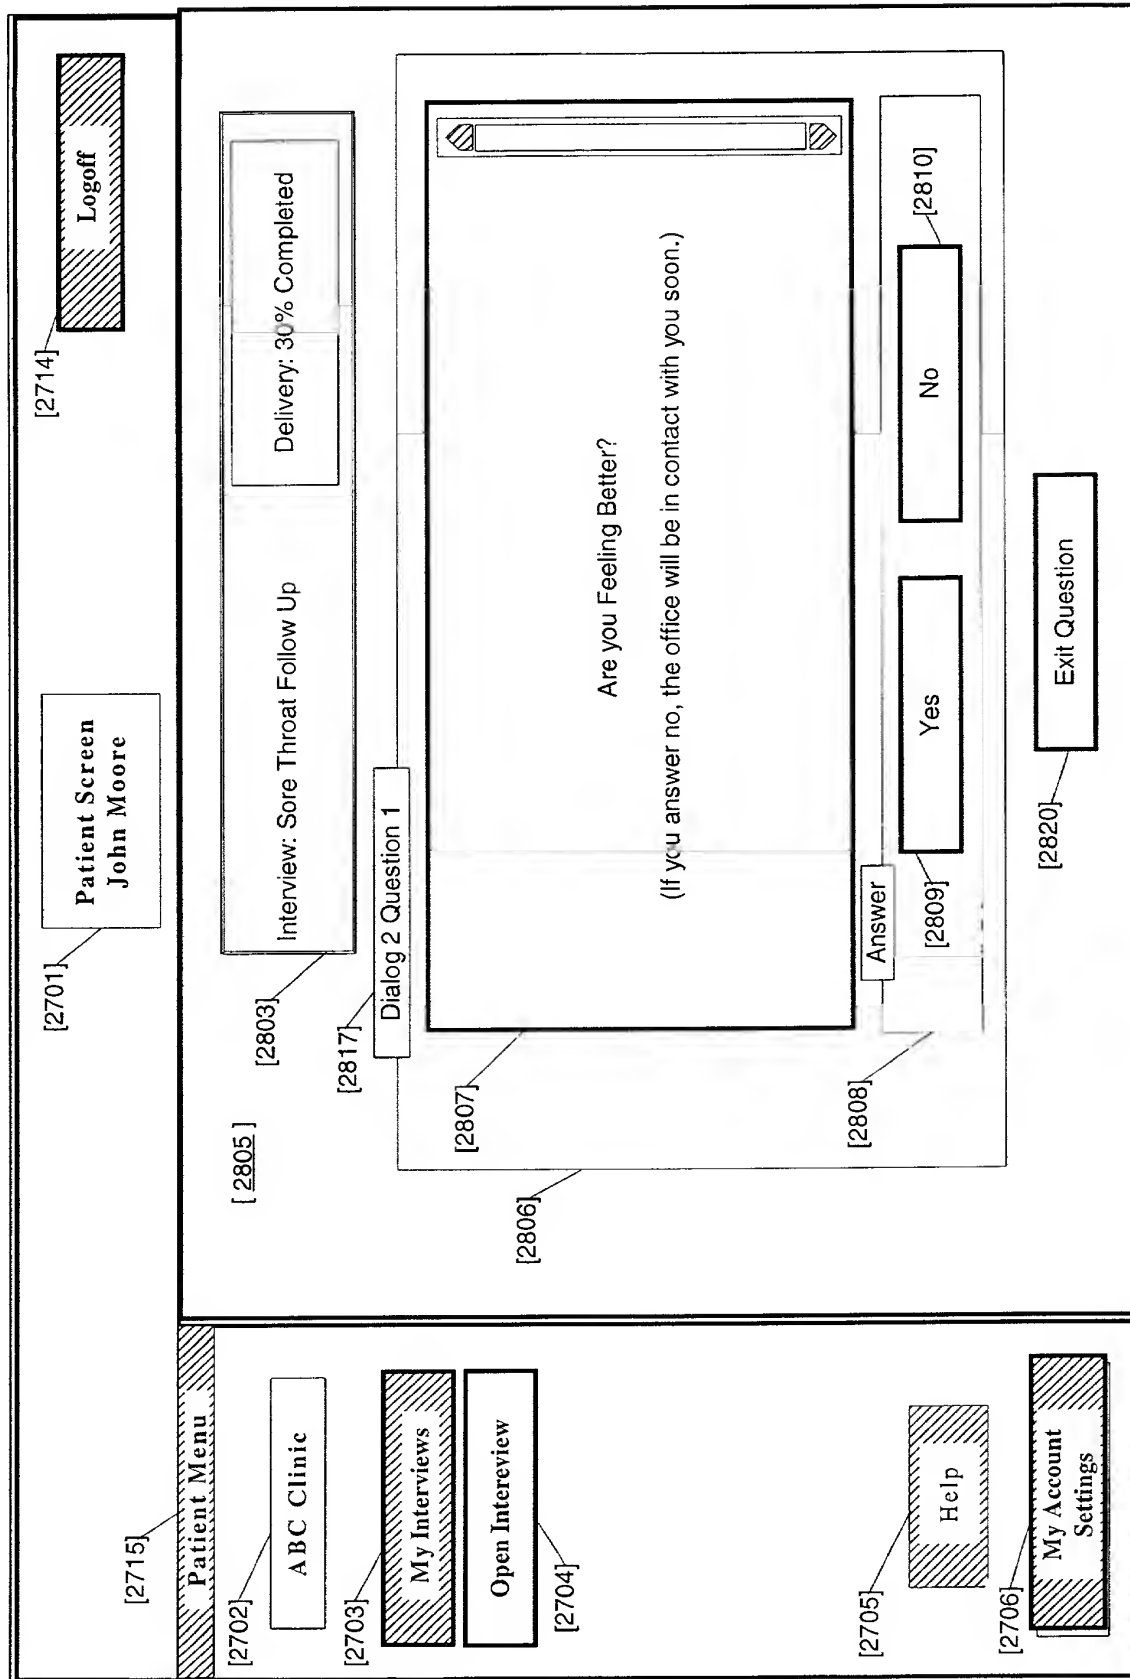 [2701]
Patient Screen
John Moore
[2714]
Logoff
[2715]
Patient Menu
[2702]
ABC Clinic
[2703]
My Interviews
Open Intereview
[2704]
[2705]
Help
[2706]
My Account
Settings
[ 2805 ]
[2803]
Interview: Sore Throat Follow Up
Delivery: 30% Completed
[2817]
Dialog 2 Question 1
[2807]
Are you Feeling Better?
(If you answer no, the office will be in contact with you soon.)
[2806]
[2808]
Answer
[2809]
Yes
No
[2810]
[2820]
Exit Question